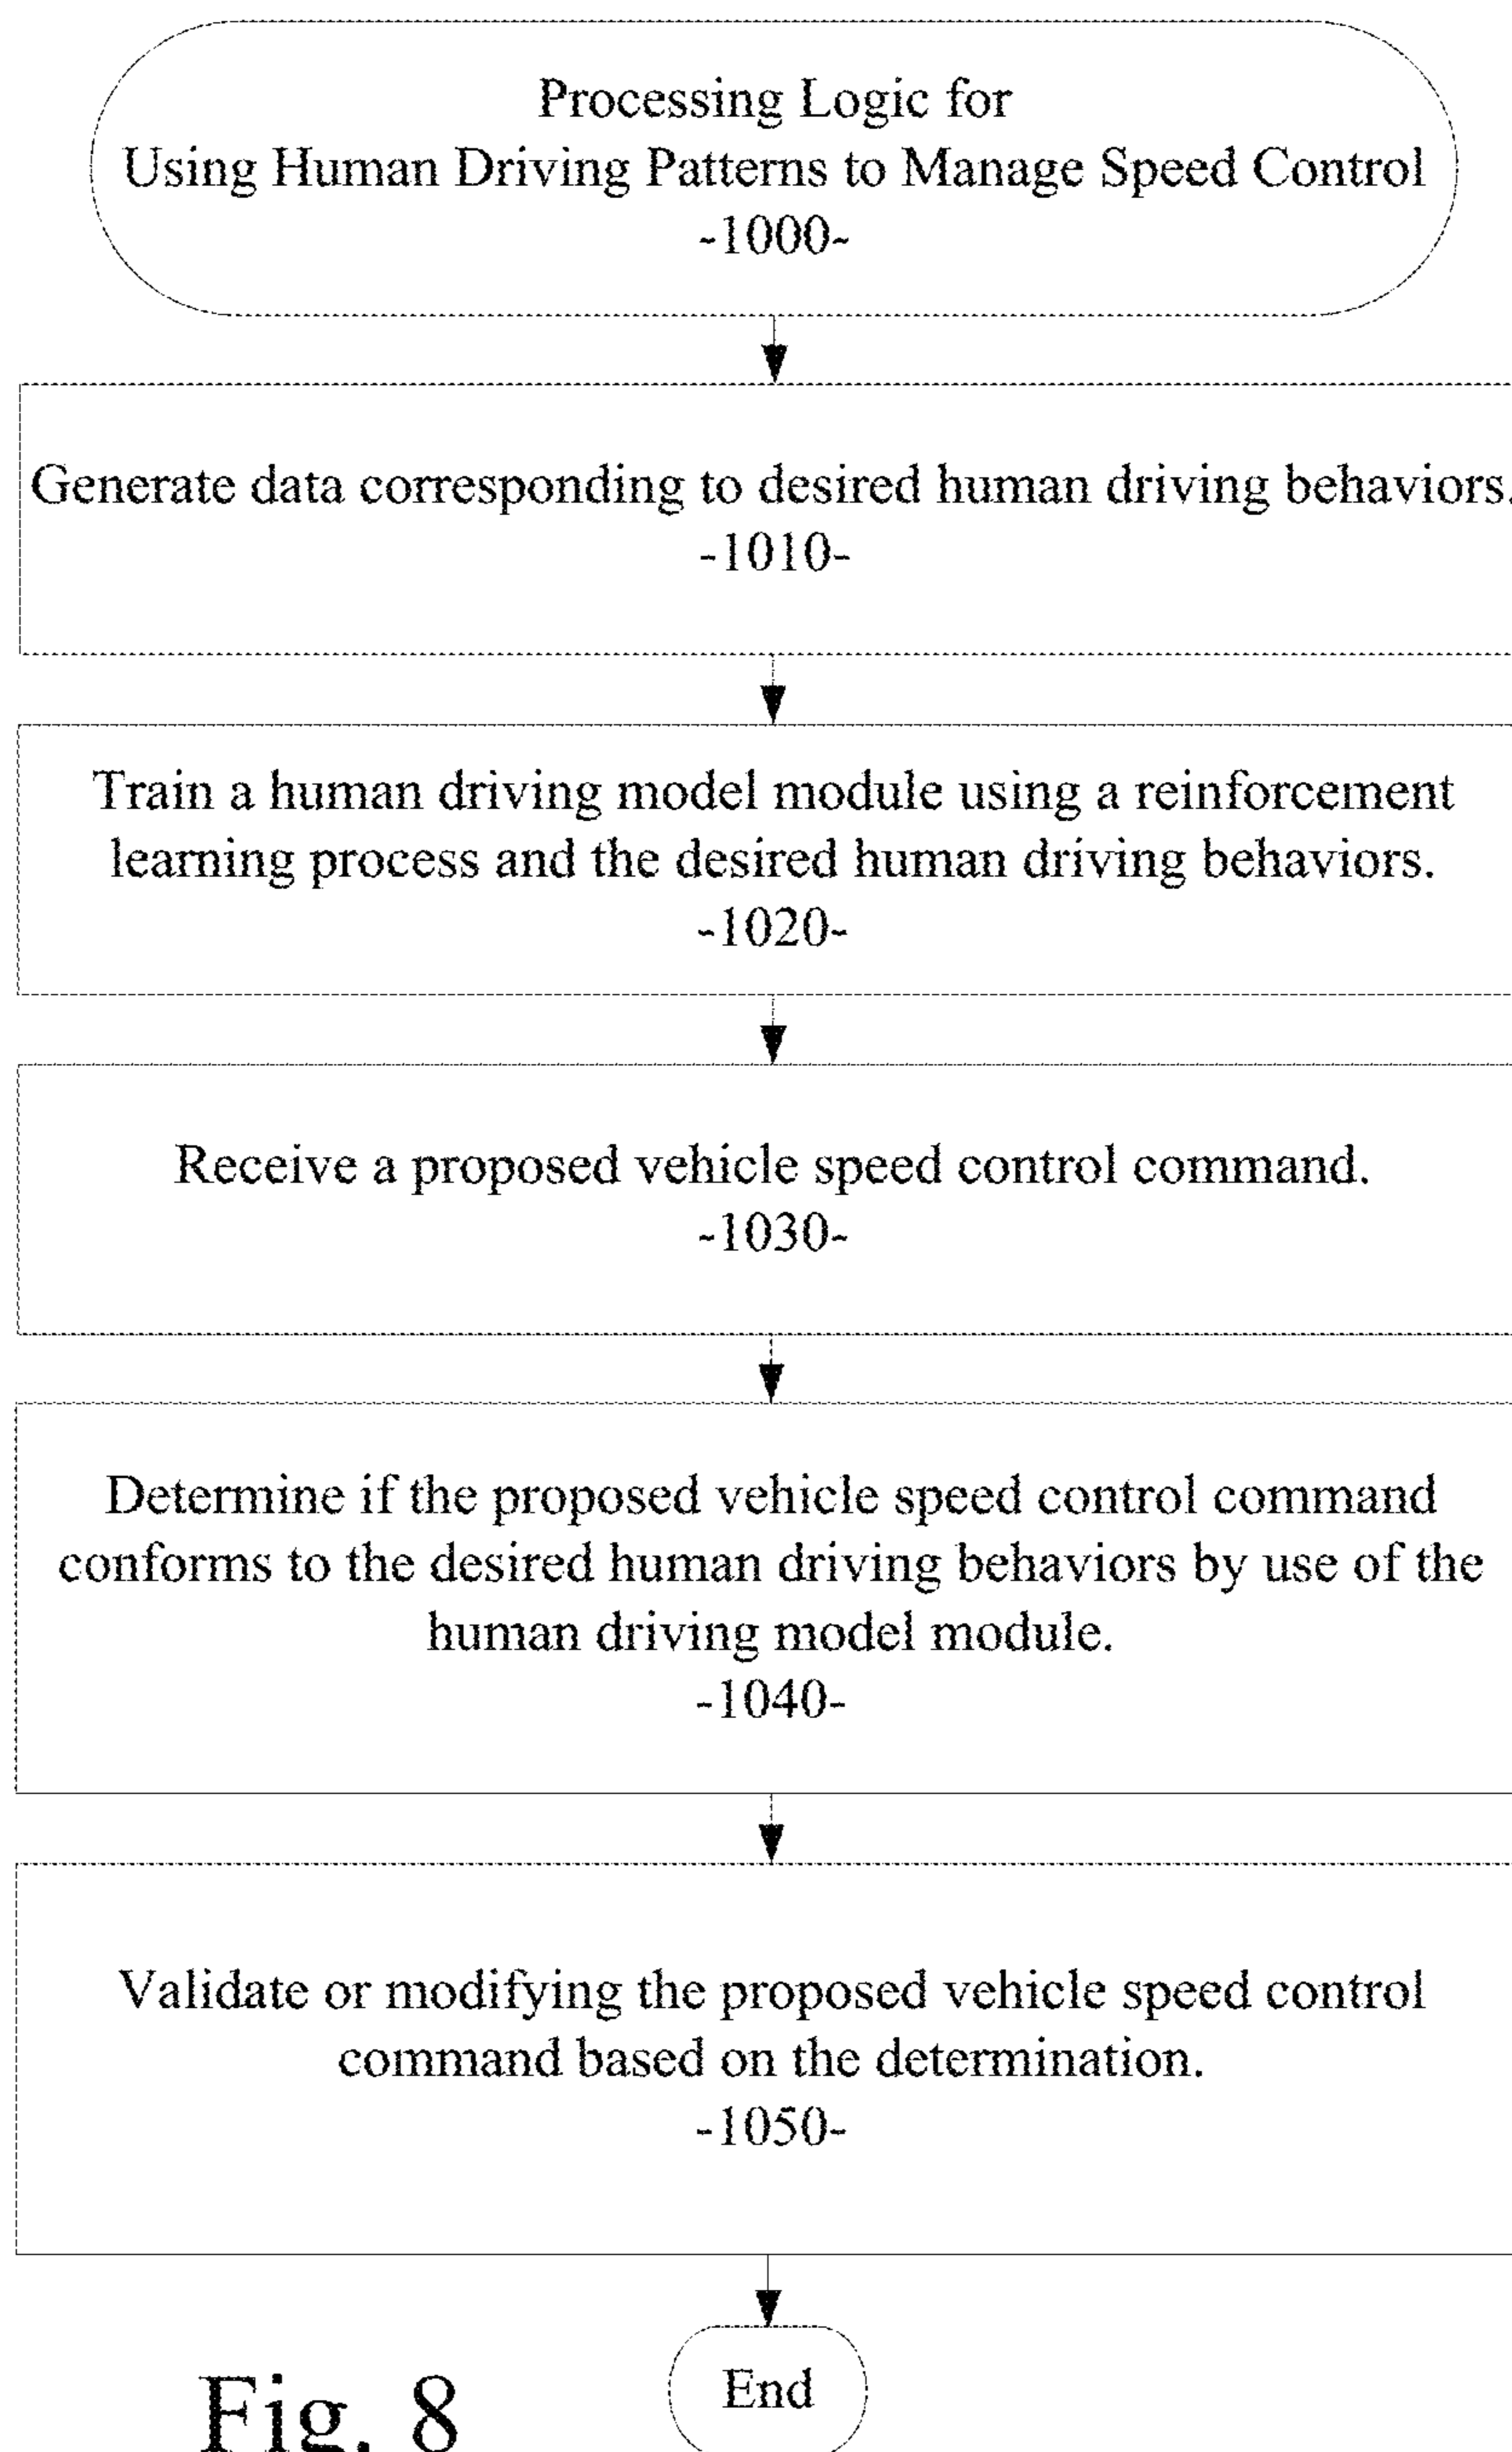 Processing Logic for
Using Human Driving Patterns to Manage Speed Control
-1000-
Generate data corresponding to desired human driving behaviors.
-1010-
Train a human driving model module using a reinforcement
learning process and the desired human driving behaviors.
-1020-
Receive a proposed vehicle speed control command.
-1030-
Determine if the proposed vehicle speed control command
conforms to the desired human driving behaviors by use of the
human driving model module.
-1040-
Validate or modifying the proposed vehicle speed control
command based on the determination.
-1050-
End
Fig. 8